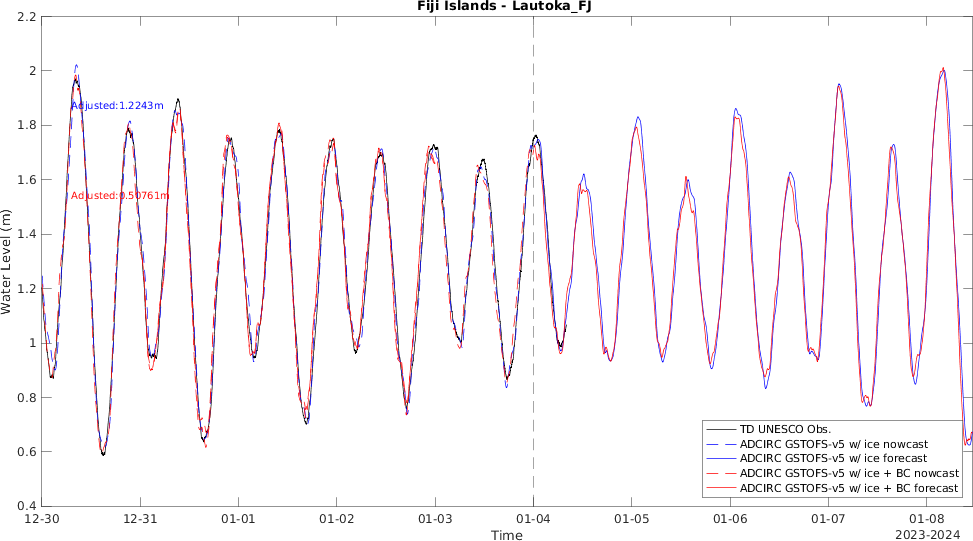 Fiji Islands - Lautoka_FJ
2.2
2
1.8
1.6
1.4
1.2
1
0.8
0.6
0.4
Water Level (m)
Adjusted:1.2243m
Adjusted:0.50761m
TD UNESCO Obs.
ADCIRC GSTOFS-v5 w/ ice nowcast
ADCIRC GSTOFS-v5 w/ ice forecast
ADCIRC GSTOFS-v5 w/ ice + BC nowcast
ADCIRC GSTOFS-v5 w/ ice + BC forecast
12-30 12-31 01-01 01-02 01-03 01-04 01-05 01-06 01-07 01-08
Time
2023-2024